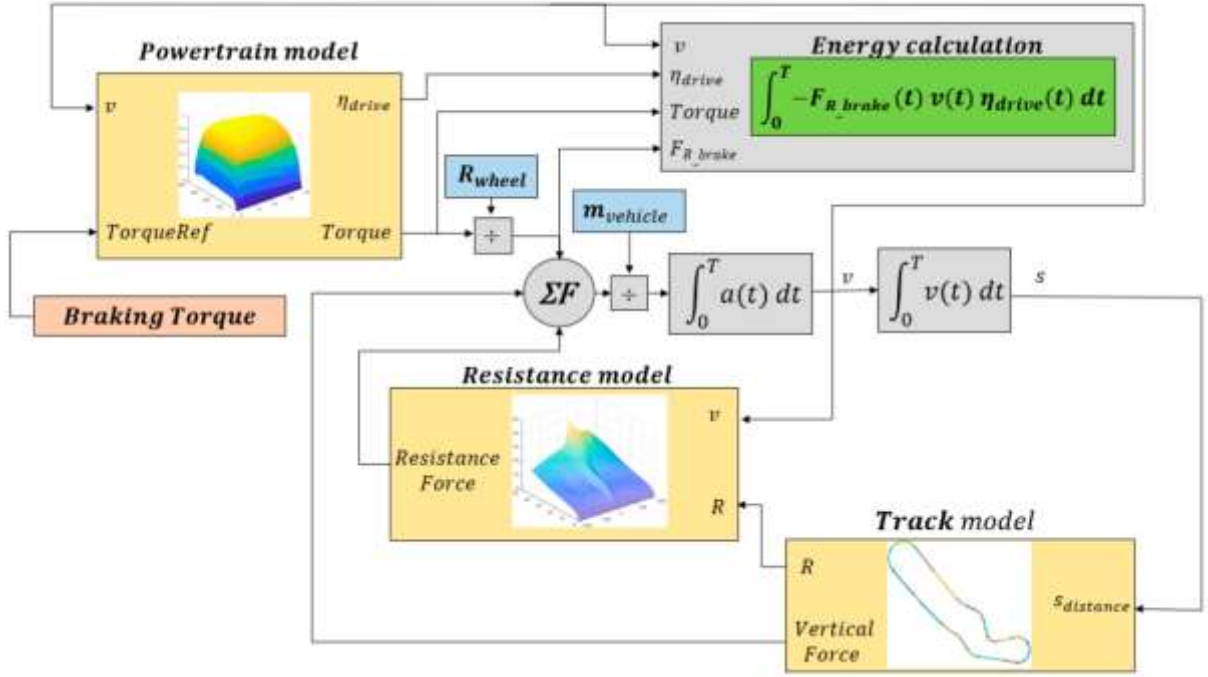 Powertrain model
v
η_drive
TorqueRef
Torque
Braking Torque
Energy calculation
v
η_drive
Torque
F_R_brake
∫_0^T -F_R_brake(t) v(t) η_drive(t) dt
R_wheel
÷
m_vehicle
ΣF
÷
∫_0^T a(t) dt
v
∫_0^T v(t) dt
s
Resistance model
Resistance
Force
v
R
Track model
R
Vertical
Force
s_distance